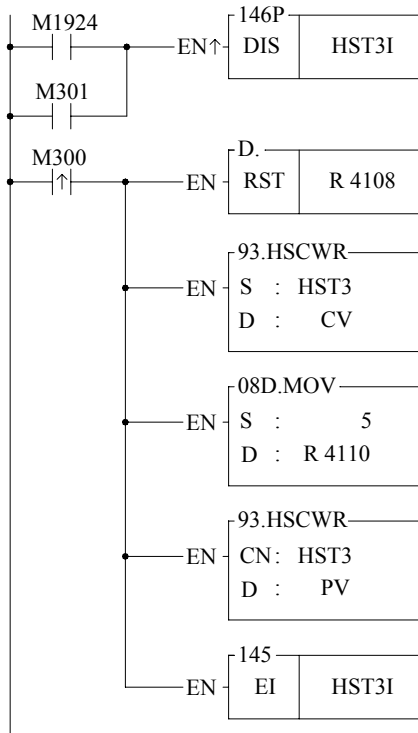 M1924
146P
EN↑ DIS HST3I
M301
M300
↑
D.
EN RST R 4108
93.HSCWR
EN S : HST3
D : CV
08D.MOV
EN S : 5
D : R 4110
93.HSCWR
EN CN: HST3
D : PV
145
EN EI HST3I